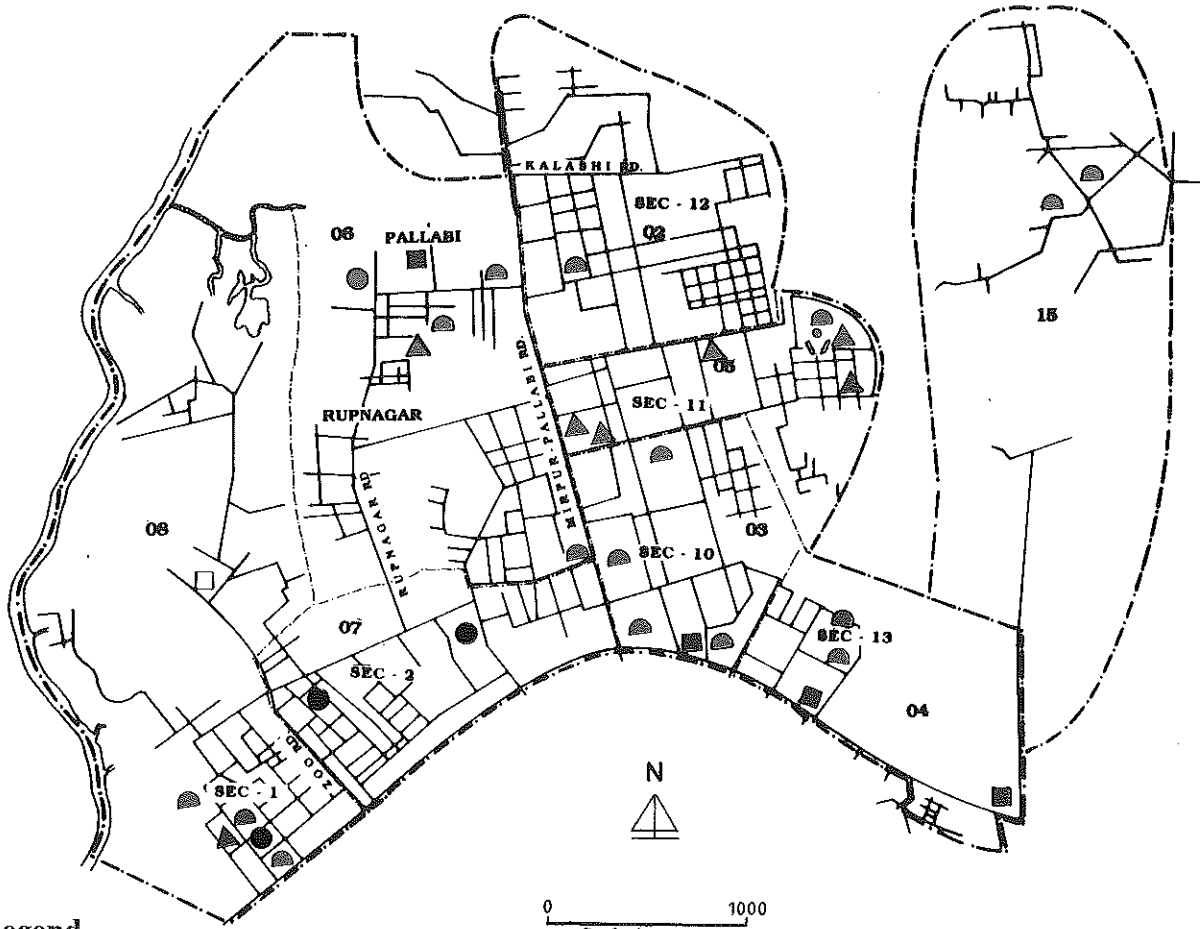 KALASHI RD.
SEC - 12
02
06
PALLABI
15
MIRPUR-PALLABI RD.
05
SEC - 11
RUPNAGAR
RUPNAGAR RD
08
03
SEC - 10
07
SEC - 13
SEC - 2
04
ZOO RD
SEC - 1
N
0 1000